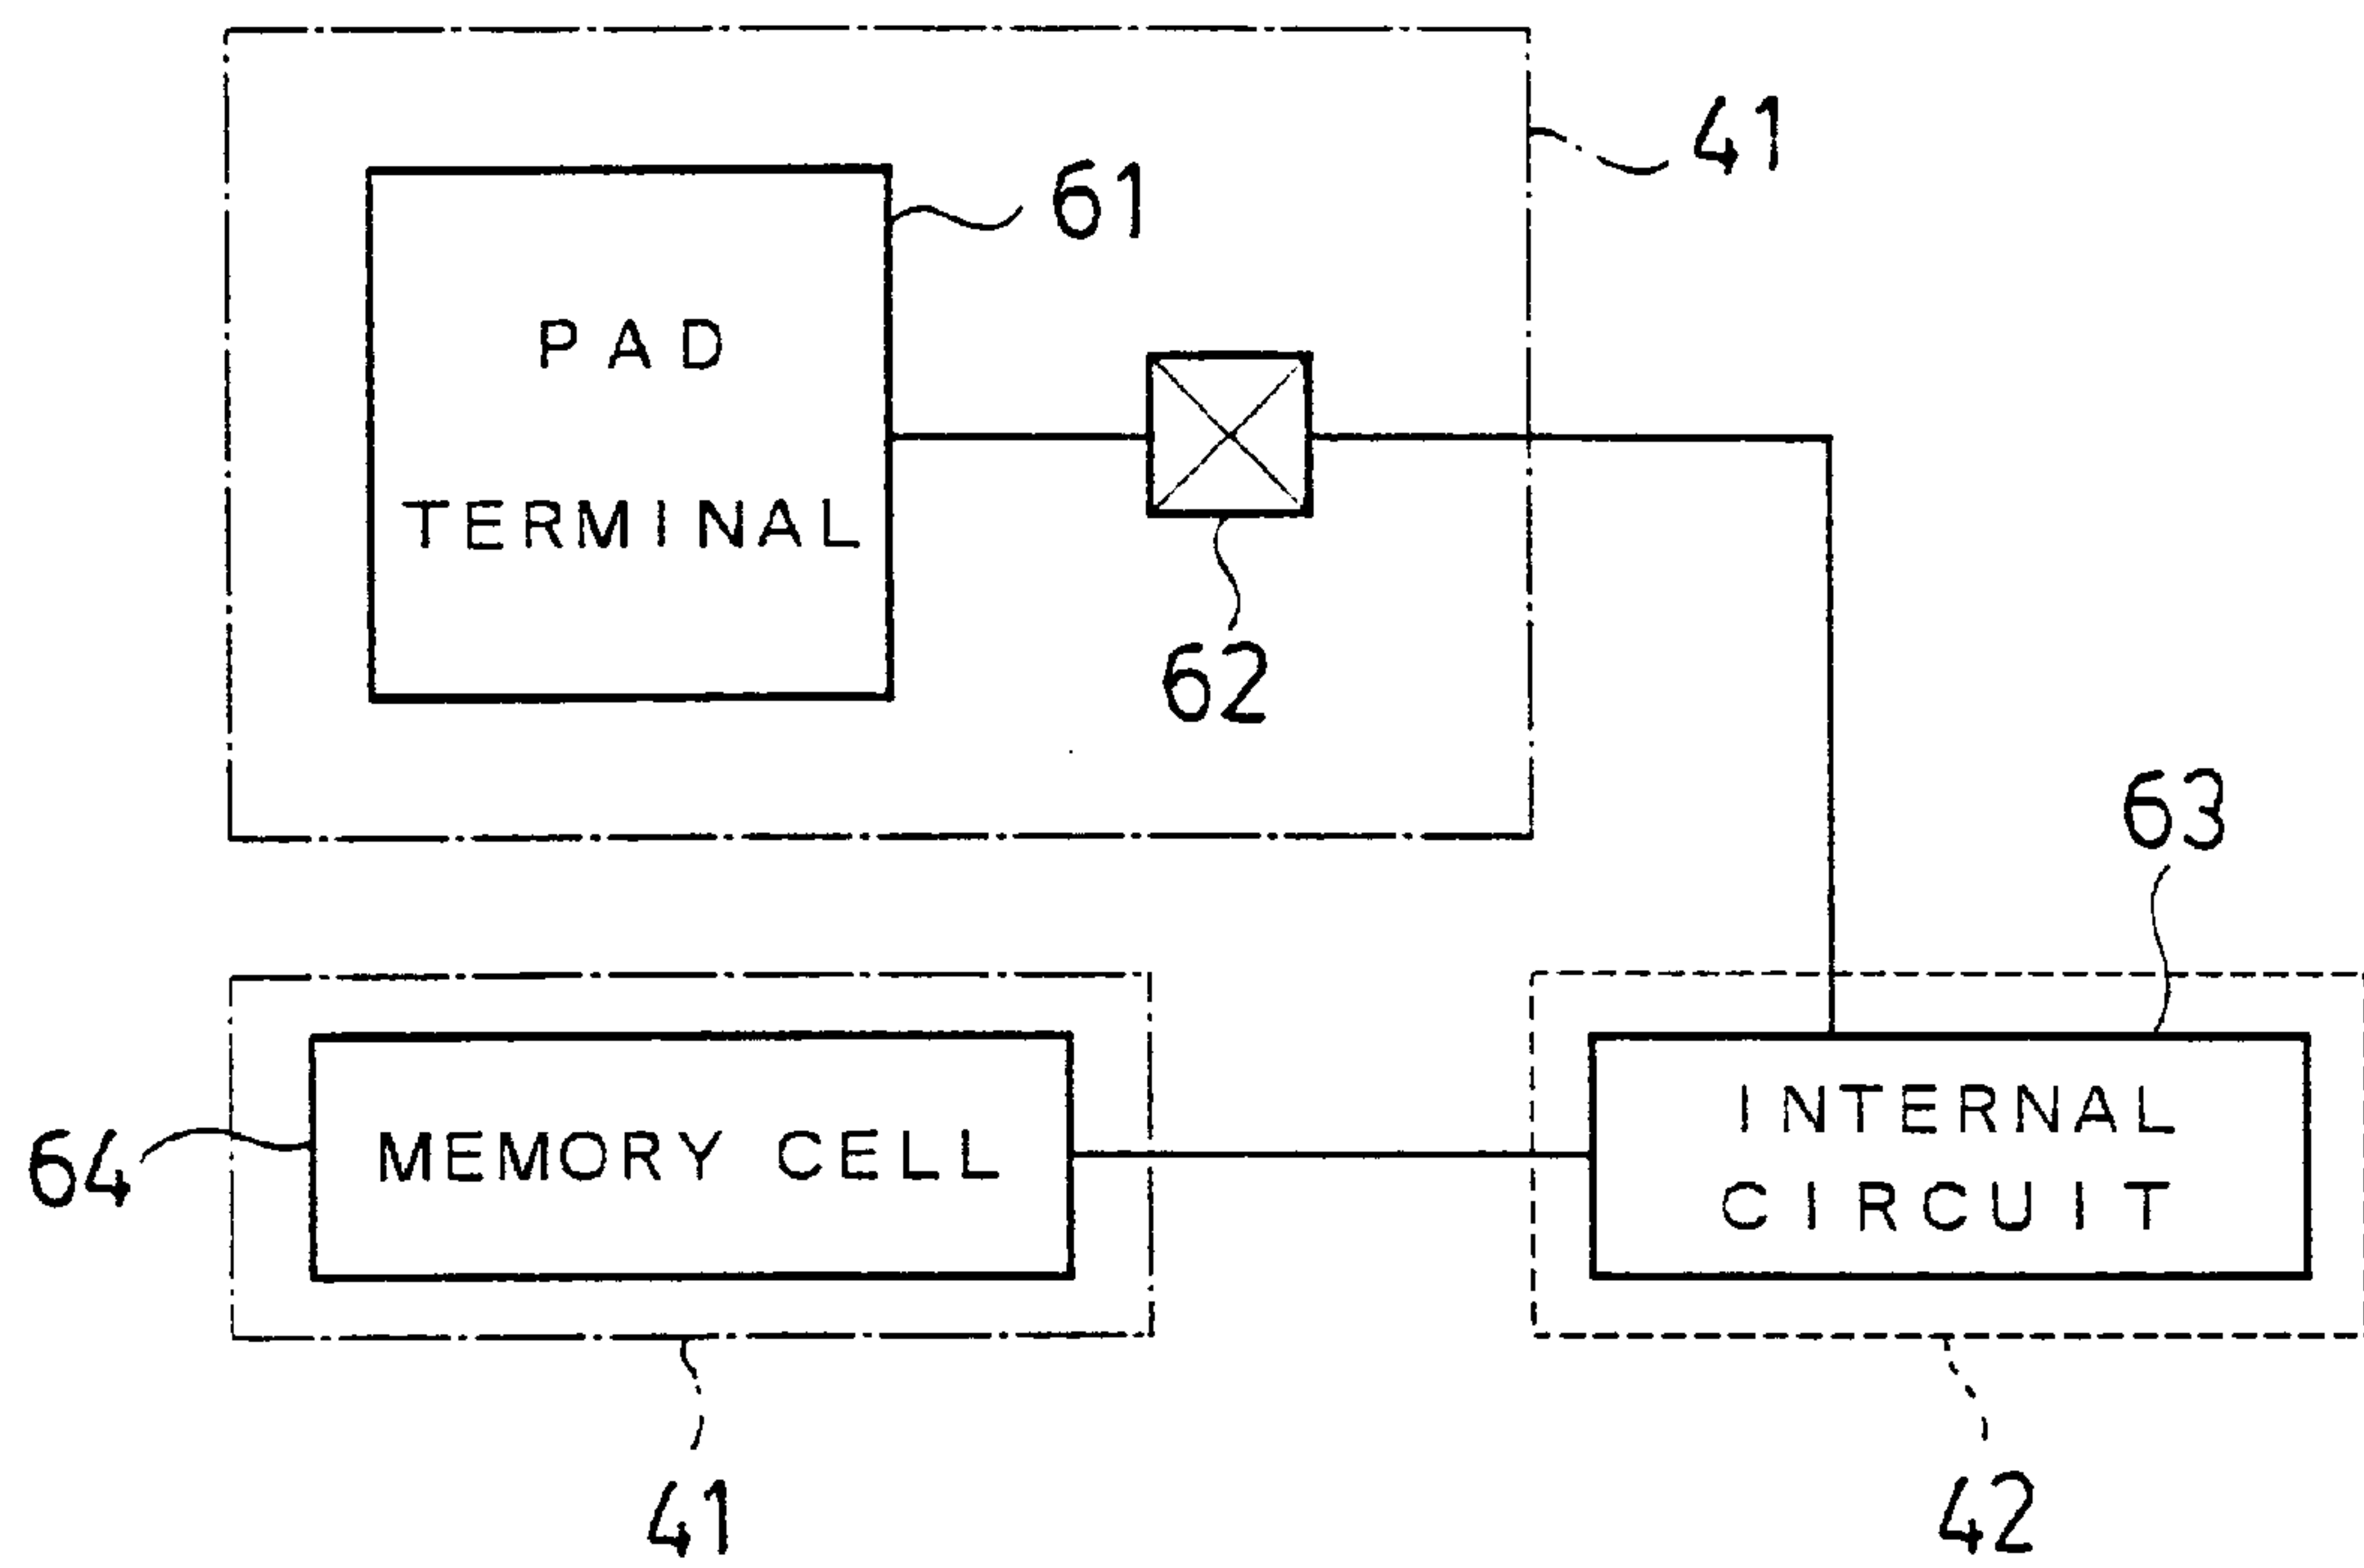 41
61
PAD
TERMINAL
62
63
64
MEMORY CELL
INTERNAL
CIRCUIT
41
42